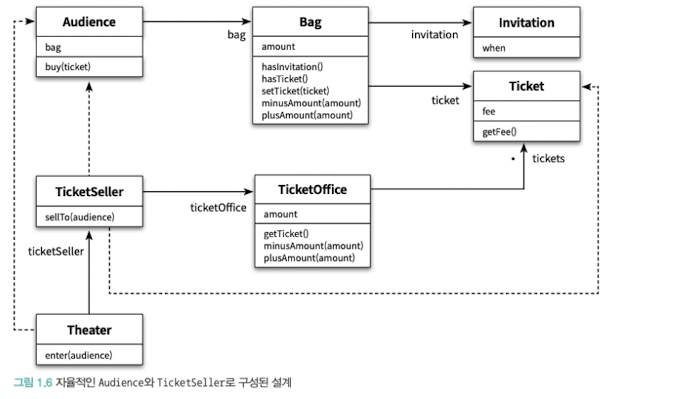 Audience
bag
buy(ticket)
bag
Bag
amount
hasInvitation()
hasTicket()
setTicket(ticket)
minusAmount(amount)
plusAmount(amount)
invitation
Invitation
when
ticket
Ticket
fee
getFee()
* tickets
TicketSeller
sellTo(audience)
ticketOffice
TicketOffice
amount
getTicket()
minusAmount(amount)
plusAmount(amount)
ticketSeller
Theater
enter(audience)
그림 1.6 자율적인 Audience와 TicketSeller로 구성된 설계